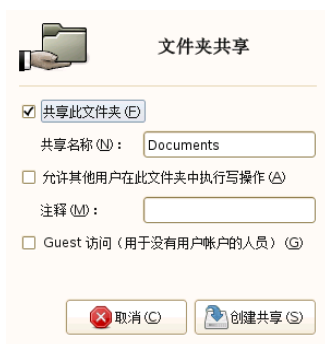 文件夹共享
共享此文件夹(F)
共享名称(N)： Documents
允许其他用户在此文件夹中执行写操作(A)
注释(M)：
Guest 访问（用于没有用户帐户的人员）(G)
取消(C) 创建共享(S)